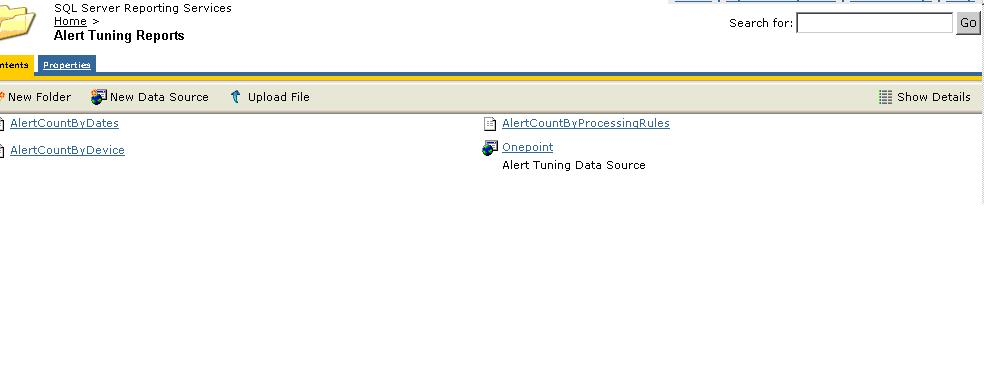 SQL Server Reporting Services
Home >
Alert Tuning Reports
Search for:
Go
Properties
New Folder
New Data Source
Upload File
Show Details
AlertCountByDates
AlertCountByProcessingRules
AlertCountByDevice
Onepoint
Alert Tuning Data Source